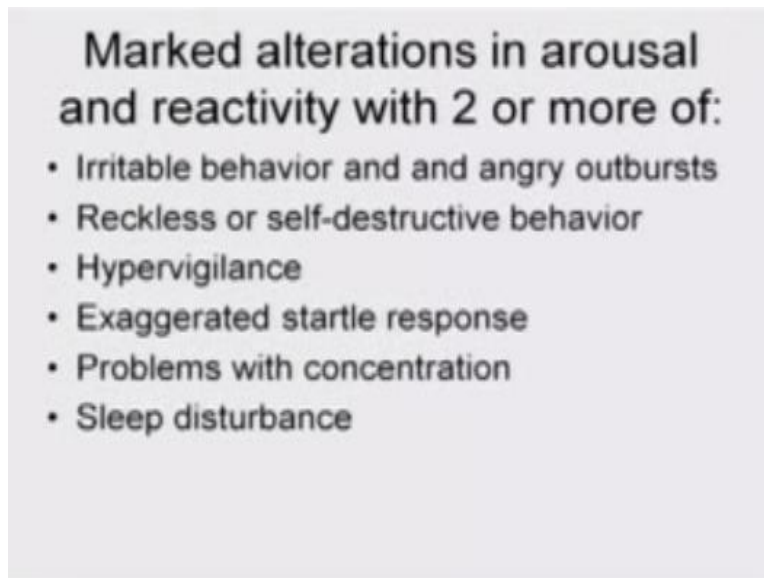 Marked alterations in arousal
and reactivity with 2 or more of:
• Irritable behavior and and angry outbursts
• Reckless or self-destructive behavior
• Hypervigilance
• Exaggerated startle response
• Problems with concentration
• Sleep disturbance